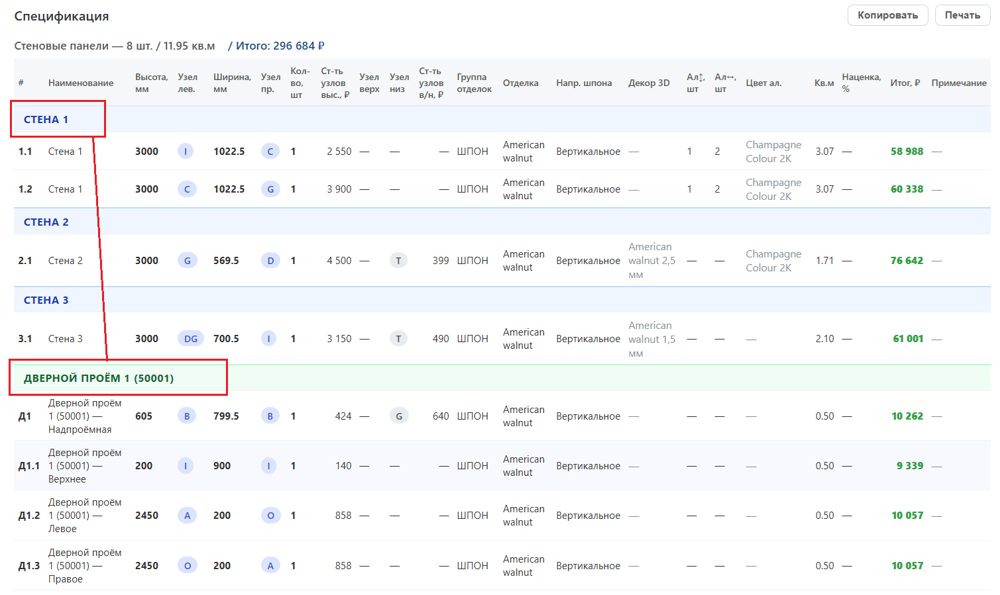 Спецификация
Копировать Печать
Стеновые панели — 8 шт. / 11.95 кв.м / Итого: 296 684 ₽
# Наименование Высота, мм Узел лев. Ширина, мм Узел пр. Кол-во, шт Ст-ть узлов выс., ₽ Узел верх Узел низ Ст-ть узлов в/н, ₽ Группа отделок Отделка Напр. шпона Декор 3D Ал↕, шт Ал↔, шт Цвет ал. Кв.м Наценка, % Итог, ₽ Примечание
СТЕНА 1
1.1 Стена 1 3000 I 1022.5 C 1 2 550 — — — ШПОН American walnut Вертикальное — 1 2 Champagne Colour 2K 3.07 — 58 988 —
1.2 Стена 1 3000 C 1022.5 G 1 3 900 — — — ШПОН American walnut Вертикальное — 1 2 Champagne Colour 2K 3.07 — 60 338 —
СТЕНА 2
2.1 Стена 2 3000 G 569.5 D 1 4 500 — T 399 ШПОН American walnut Вертикальное American walnut 2,5 мм — — Champagne Colour 2K 1.71 — 76 642 —
СТЕНА 3
3.1 Стена 3 3000 DG 700.5 I 1 3 150 — T 490 ШПОН American walnut Вертикальное American walnut 1,5 мм — — — 2.10 — 61 001 —
ДВЕРНОЙ ПРОЁМ 1 (50001)
Д1 Дверной проём 1 (50001) — Надпроёмная 605 B 799.5 B 1 424 — G 640 ШПОН American walnut Вертикальное — — — — 0.50 — 10 262 —
Д1.1 Дверной проём 1 (50001) — Верхнее 200 I 900 I 1 140 — — — ШПОН American walnut Вертикальное — — — — 0.50 — 9 339 —
Д1.2 Дверной проём 1 (50001) — Левое 2450 A 200 O 1 858 — — — ШПОН American walnut Вертикальное — — — — 0.50 — 10 057 —
Д1.3 Дверной проём 1 (50001) — Правое 2450 O 200 A 1 858 — — — ШПОН American walnut Вертикальное — — — — 0.50 — 10 057 —